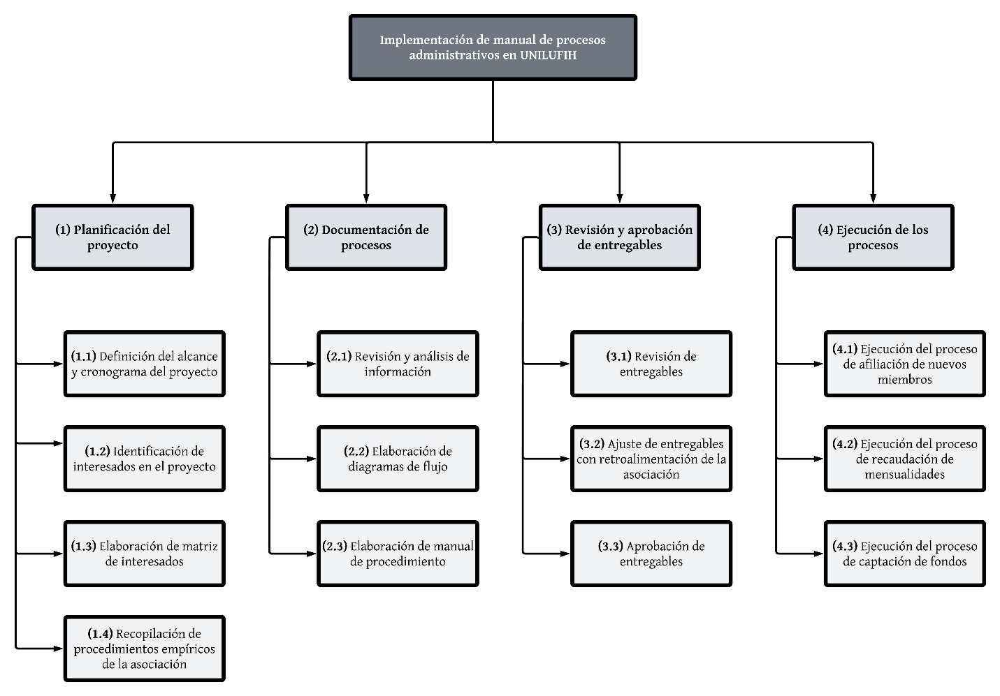 Implementación de manual de procesos
administrativos en UNILUFIH
(1) Planificación del
proyecto
(1.1) Definición del alcance
y cronograma del proyecto
(1.2) Identificación de
interesados en el proyecto
(1.3) Elaboración de matriz
de interesados
(1.4) Recopilación de
procedimientos empíricos
de la asociación
(2) Documentación de
procesos
(2.1) Revisión y análisis de
información
(2.2) Elaboración de
diagramas de flujo
(2.3) Elaboración de manual
de procedimiento
(3) Revisión y aprobación
de entregables
(3.1) Revisión de
entregables
(3.2) Ajuste de entregables
con retroalimentación de la
asociación
(3.3) Aprobación de
entregables
(4) Ejecución de los
procesos
(4.1) Ejecución del proceso
de afiliación de nuevos
miembros
(4.2) Ejecución del proceso
de recaudación de
mensualidades
(4.3) Ejecución del proceso
de captación de fondos